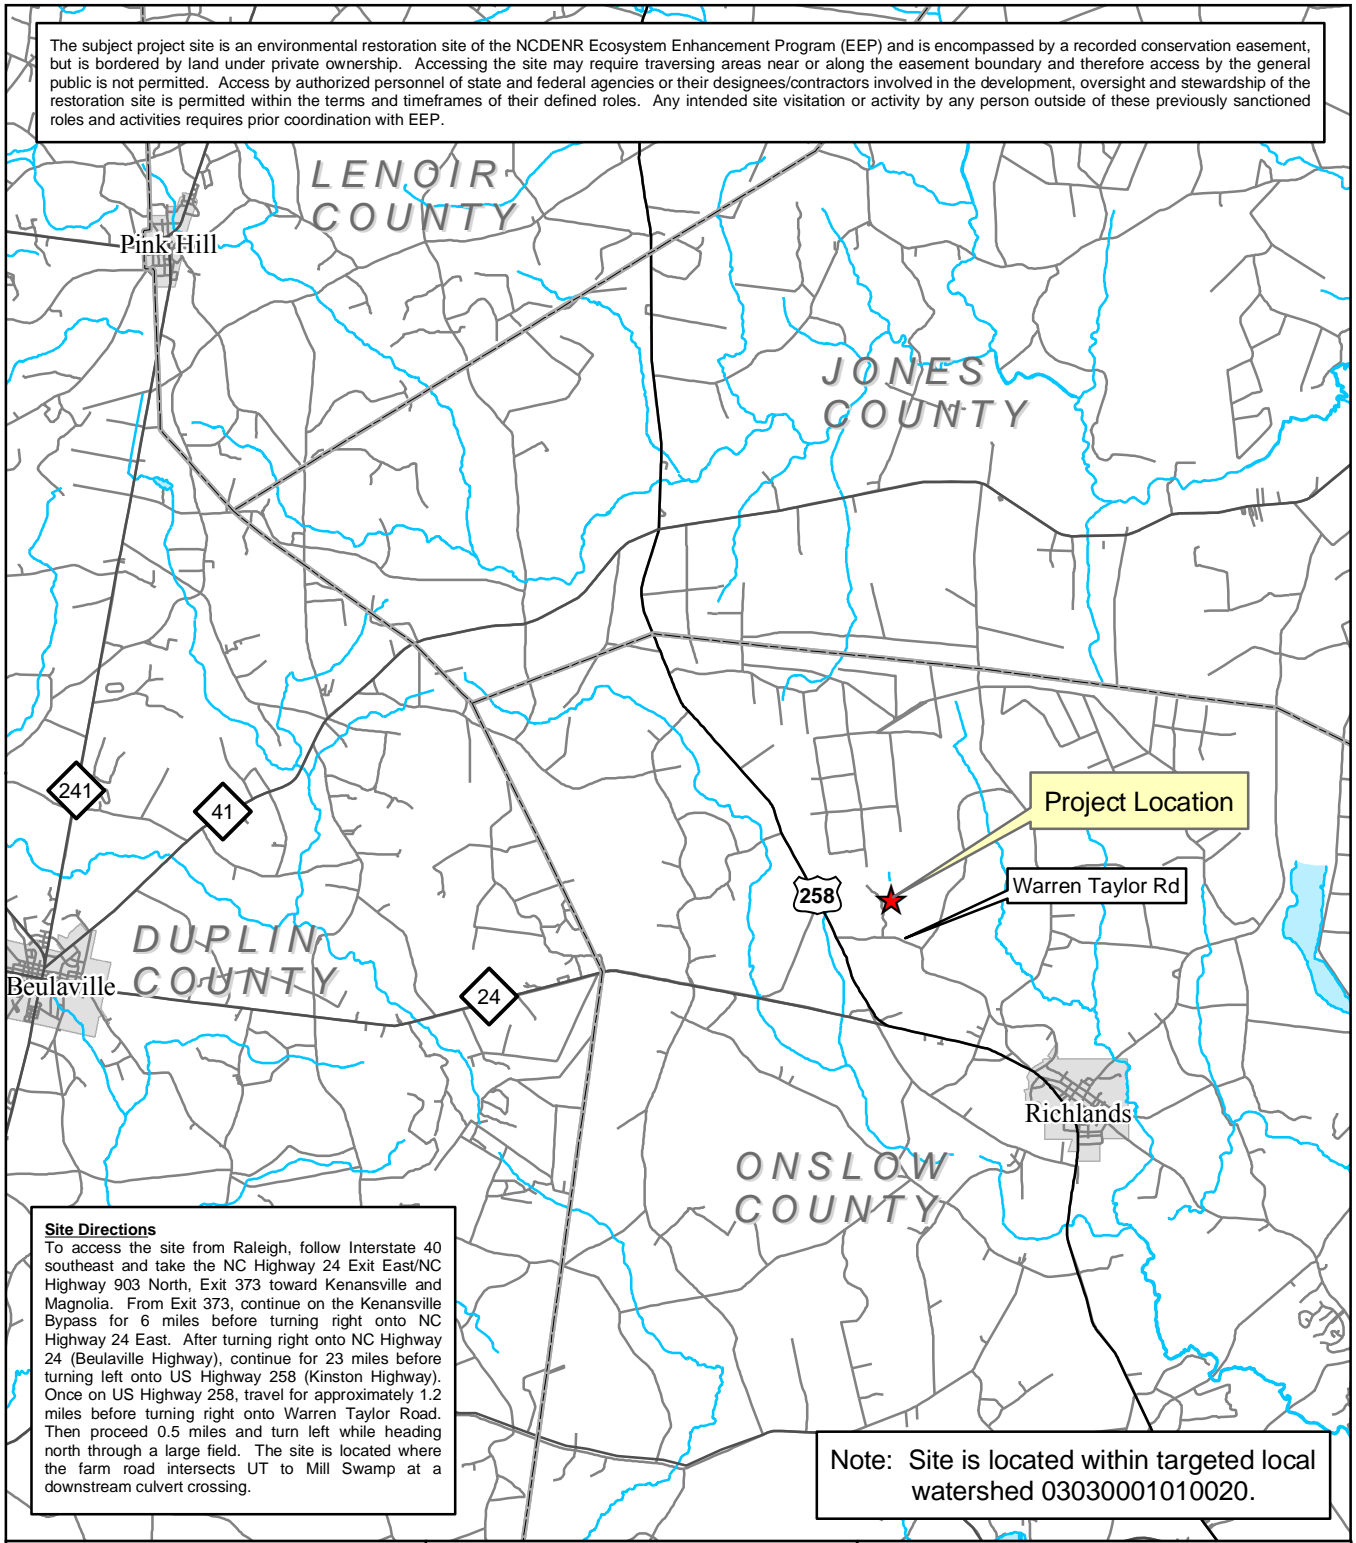 The subject project site is an environmental restoration site of the NCDENR Ecosystem Enhancement Program (EEP) and is encompassed by a recorded conservation easement,
but is bordered by land under private ownership. Accessing the site may require traversing areas near or along the easement boundary and therefore access by the general
public is not permitted. Access by authorized personnel of state and federal agencies or their designees/contractors involved in the development, oversight and stewardship of the
restoration site is permitted within the terms and timeframes of their defined roles. Any intended site visitation or activity by any person outside of these previously sanctioned
roles and activities requires prior coordination with EEP.
LENOIR
COUNTY
Pink Hill
JONES
COUNTY
241
41
Project Location
258
Warren Taylor Rd
DUPLIN
COUNTY
Beulaville
24
Richlands
ONSLOW
COUNTY
Site Directions
To access the site from Raleigh, follow Interstate 40
southeast and take the NC Highway 24 Exit East/NC
Highway 903 North, Exit 373 toward Kenansville and
Magnolia. From Exit 373, continue on the Kenansville
Bypass for 6 miles before turning right onto NC
Highway 24 East. After turning right onto NC Highway
24 (Beulaville Highway), continue for 23 miles before
turning left onto US Highway 258 (Kinston Highway).
Once on US Highway 258, travel for approximately 1.2
miles before turning right onto Warren Taylor Road.
Then proceed 0.5 miles and turn left while heading
north through a large field. The site is located where
the farm road intersects UT to Mill Swamp at a
downstream culvert crossing.
Note: Site is located within targeted local
watershed 03030001010020.